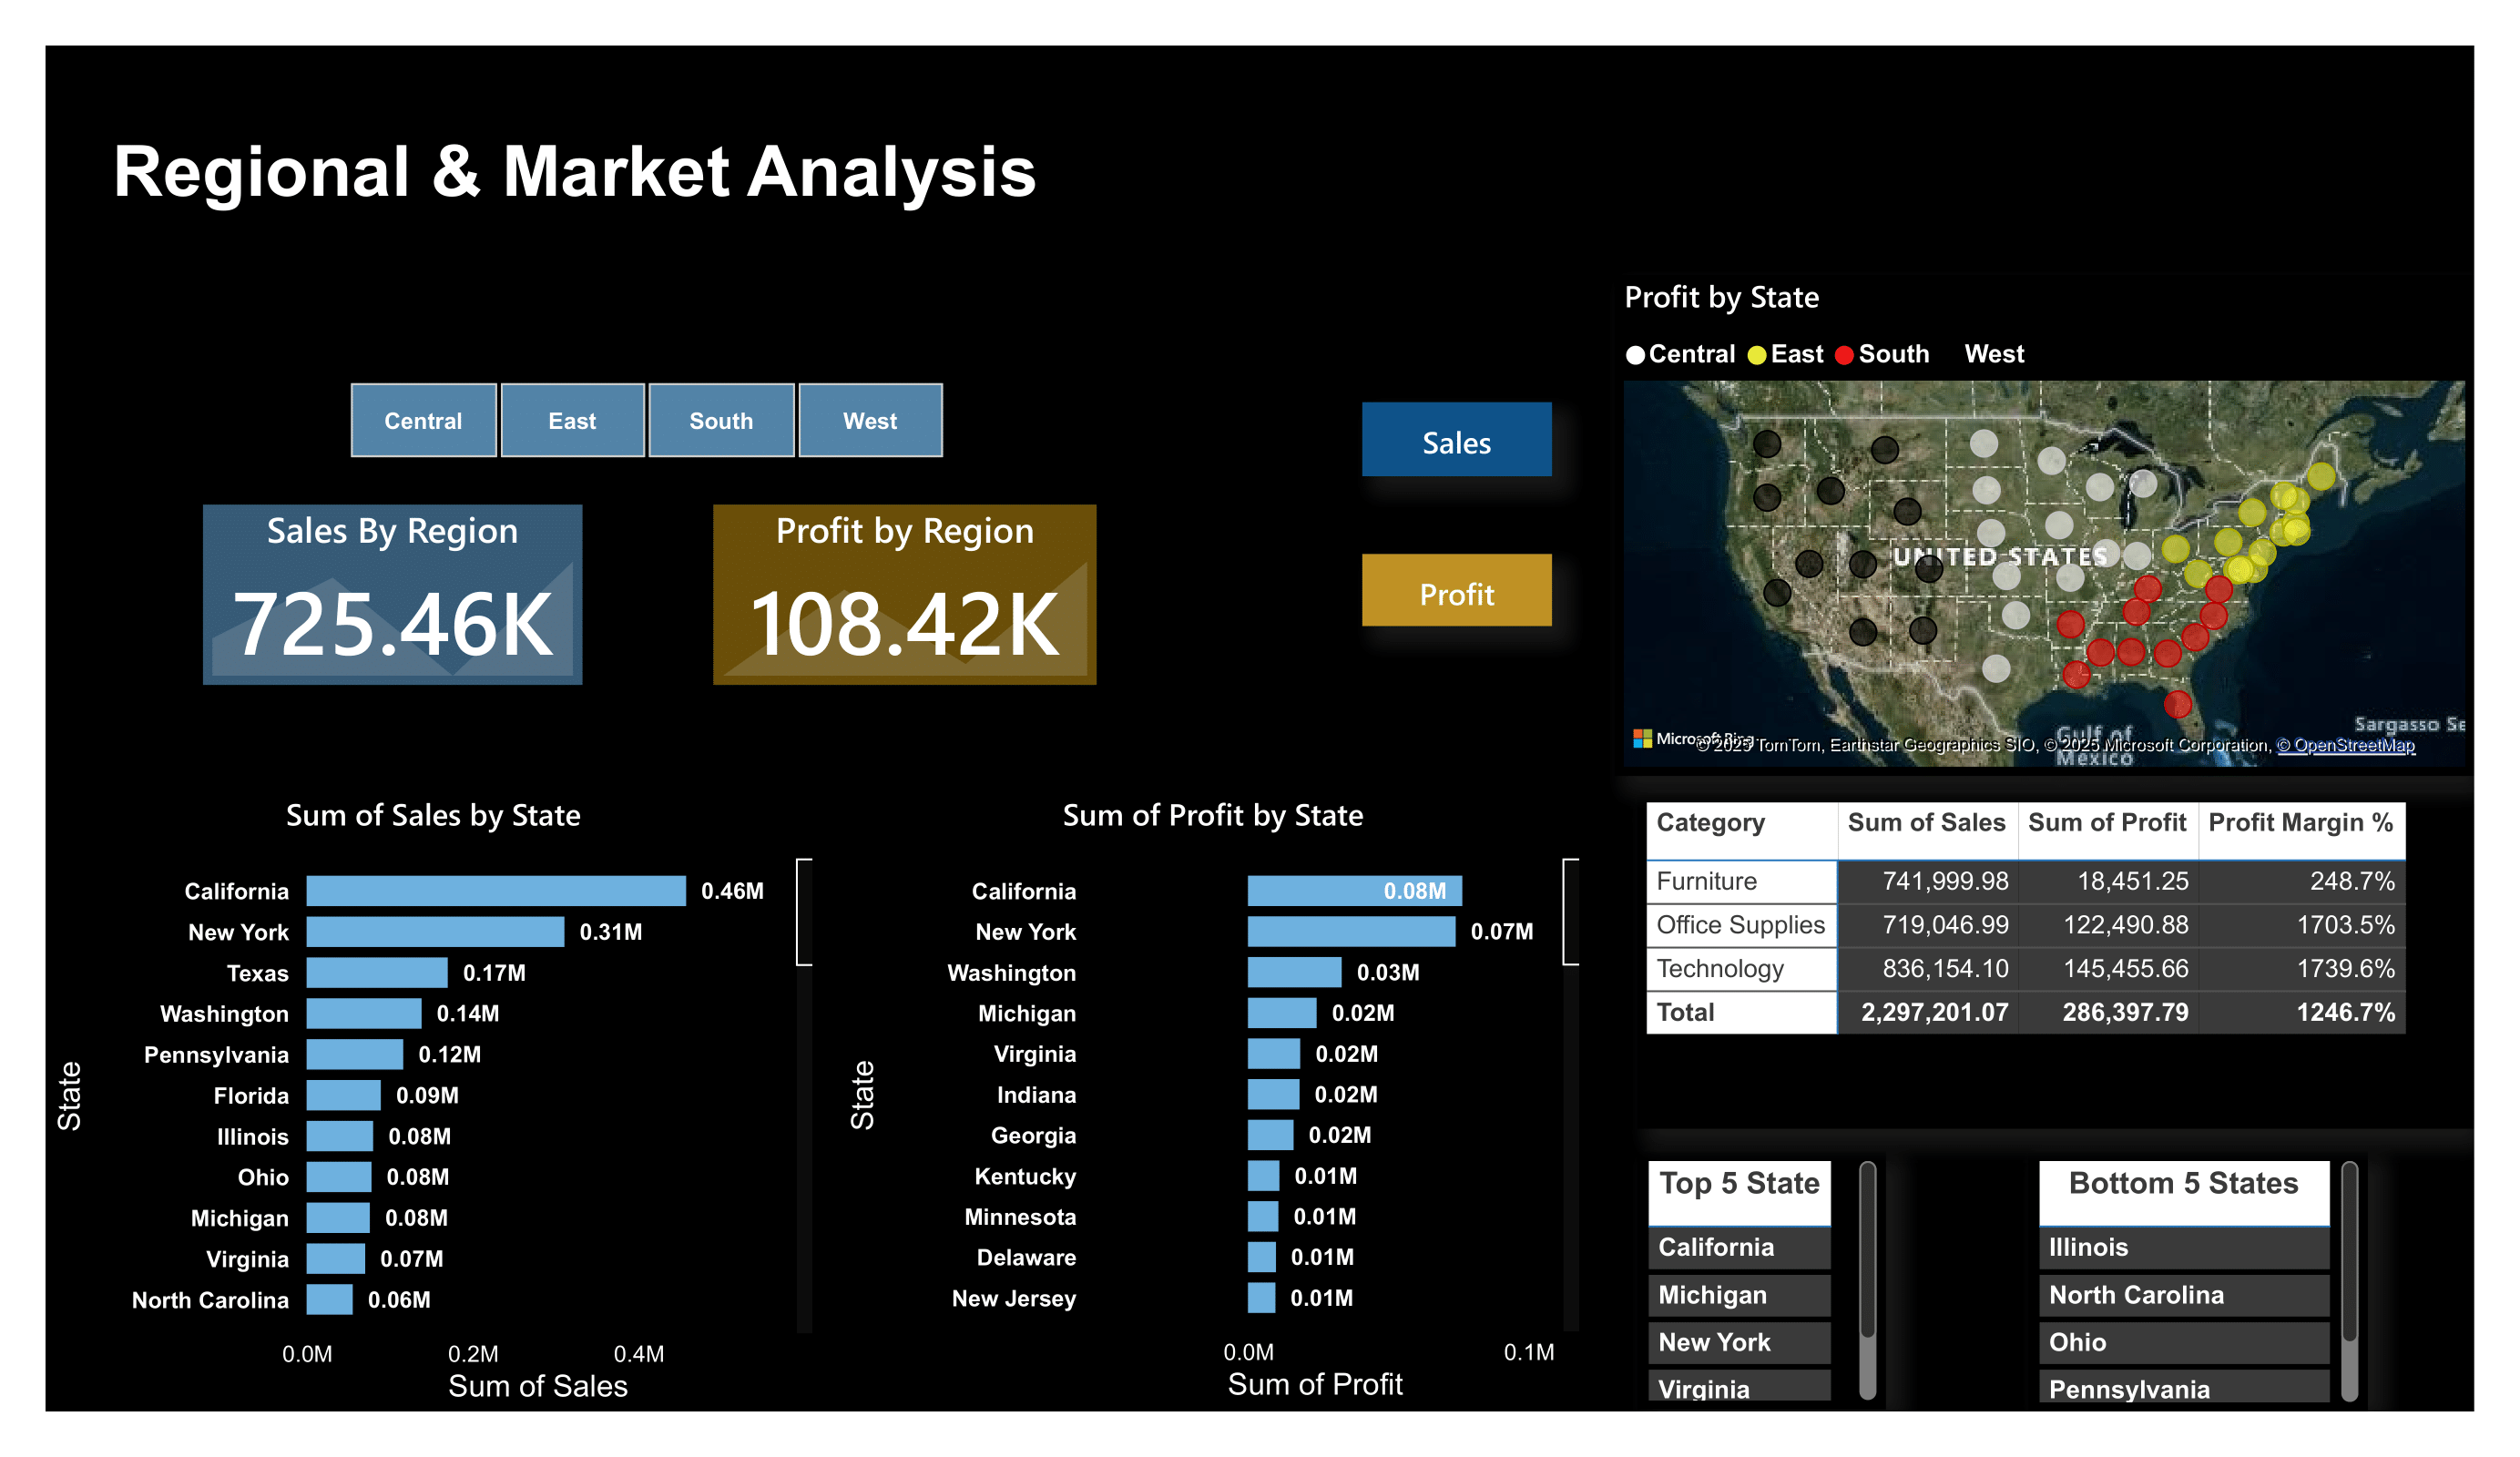 Regional & Market Analysis
Central East South West
Sales By Region
725.46K
Profit by Region
108.42K
Sales
Profit
Profit by State
Central East South West
UNITED STATES
Gulf of
Mexico
Sargasso Se
Microsoft Bing
© 2025 TomTom, Earthstar Geographics SIO, © 2025 Microsoft Corporation, © OpenStreetMap
Sum of Sales by State
State
California 0.46M
New York 0.31M
Texas 0.17M
Washington 0.14M
Pennsylvania 0.12M
Florida 0.09M
Illinois 0.08M
Ohio 0.08M
Michigan 0.08M
Virginia 0.07M
North Carolina 0.06M
0.0M 0.2M 0.4M
Sum of Sales
Sum of Profit by State
State
California 0.08M
New York 0.07M
Washington 0.03M
Michigan 0.02M
Virginia 0.02M
Indiana 0.02M
Georgia 0.02M
Kentucky 0.01M
Minnesota 0.01M
Delaware 0.01M
New Jersey 0.01M
0.0M 0.1M
Sum of Profit
Category Sum of Sales Sum of Profit Profit Margin %
Furniture 741,999.98 18,451.25 248.7%
Office Supplies 719,046.99 122,490.88 1703.5%
Technology 836,154.10 145,455.66 1739.6%
Total 2,297,201.07 286,397.79 1246.7%
Top 5 State
California
Michigan
New York
Virginia
Bottom 5 States
Illinois
North Carolina
Ohio
Pennsylvania